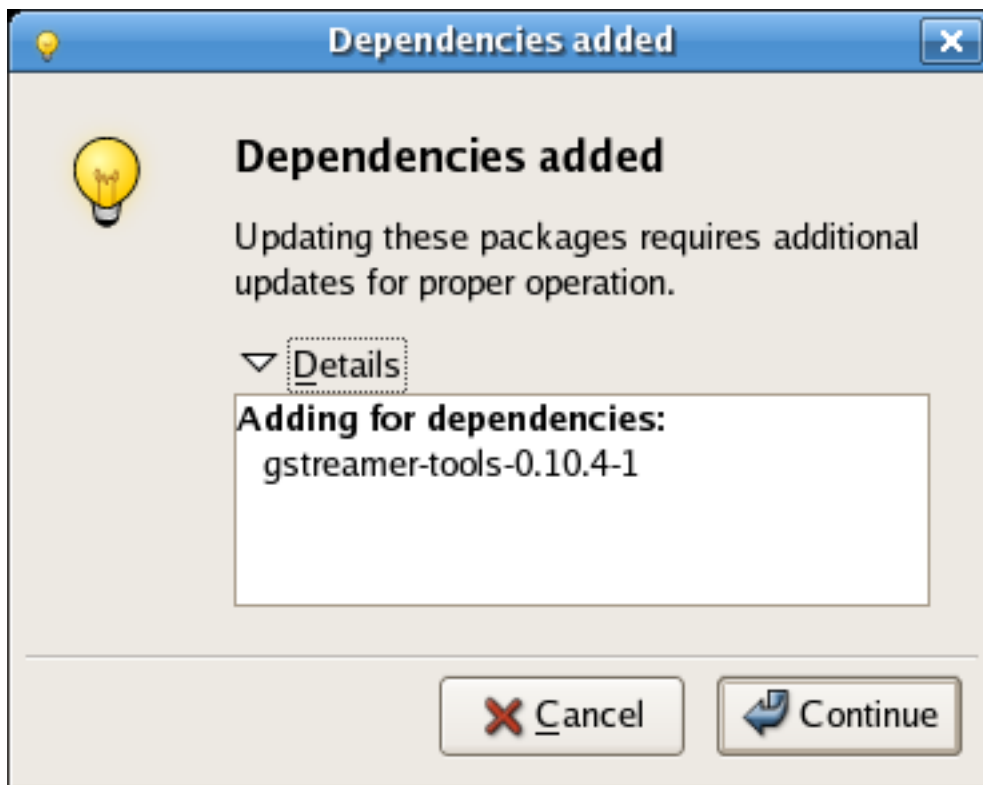 Dependencies added
Dependencies added
Updating these packages requires additional
updates for proper operation.
Details
Adding for dependencies:
gstreamer-tools-0.10.4-1
Cancel
Continue